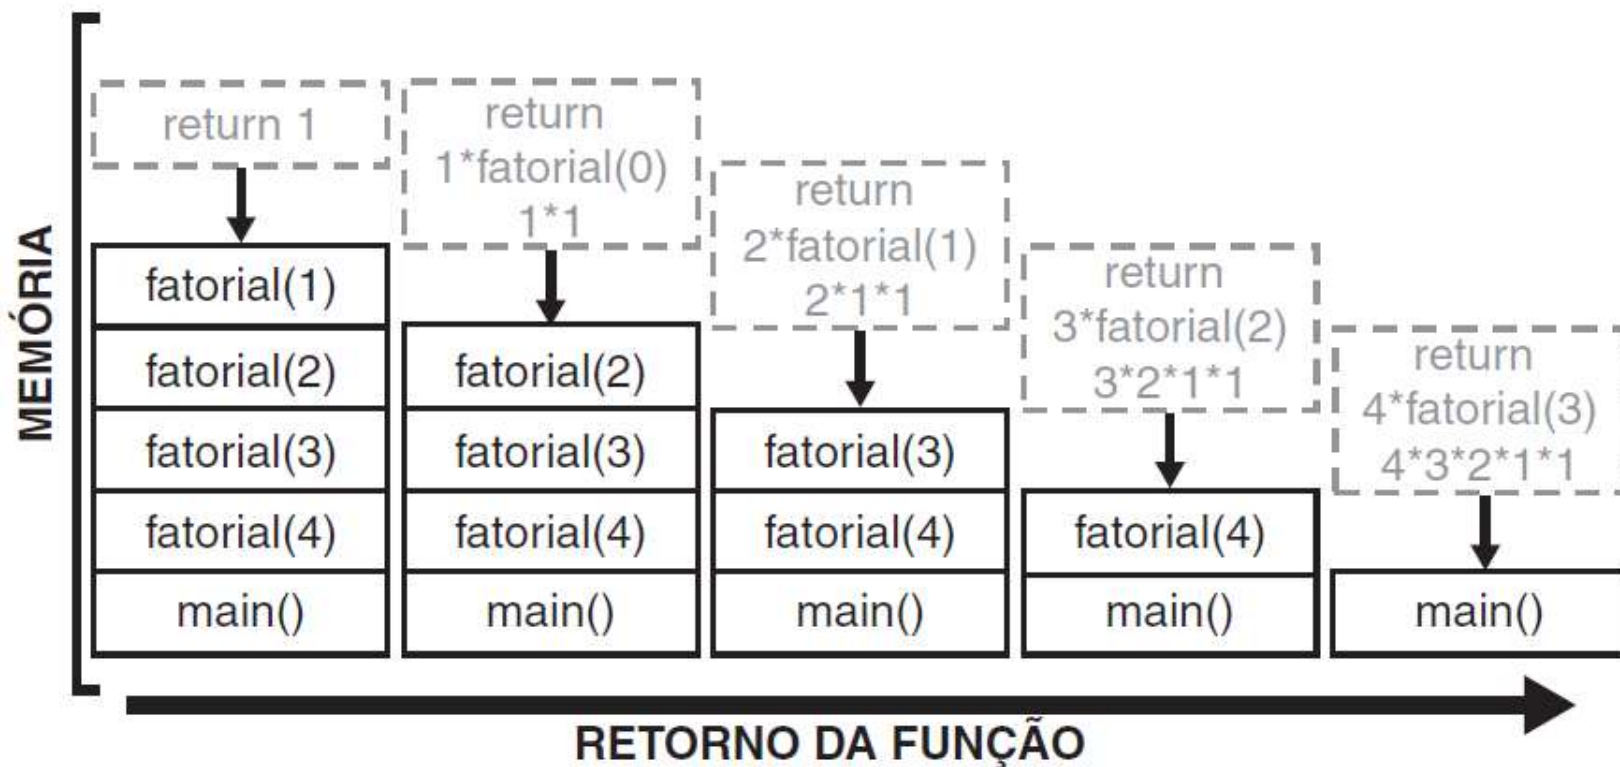 MEMÓRIA
return 1
fatorial(1)
fatorial(2)
fatorial(3)
fatorial(4)
main()
return
1*fatorial(0)
1*1
fatorial(2)
fatorial(3)
fatorial(4)
main()
return
2*fatorial(1)
2*1*1
fatorial(3)
fatorial(4)
main()
return
3*fatorial(2)
3*2*1*1
fatorial(4)
main()
return
4*fatorial(3)
4*3*2*1*1
main()
RETORNO DA FUNÇÃO